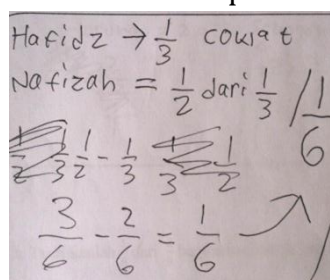 Hafidz → 1/3 coklat
Nafizah = 1/2 dari 1/3 / 1/6
1/2 - 1/3
3/6 - 2/6 = 1/6